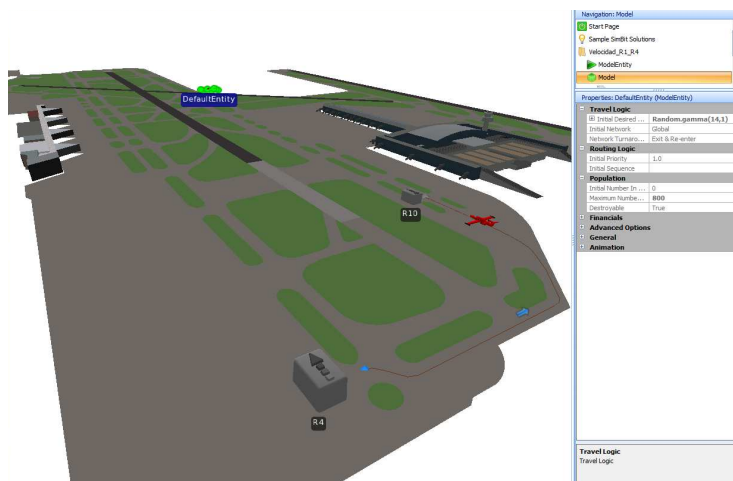 Navigation: Model
Start Page
Sample SimBit Solutions
Velocidad_R1_R4
ModelEntity
Model
Properties: DefaultEntity (ModelEntity)
Travel Logic
Initial Desired ... Random.gamma(14,1)
Initial Network Global
Network Turnaro... Exit & Re-enter
Routing Logic
Initial Priority 1.0
Initial Sequence
Population
Initial Number In ... 0
Maximum Numbe... 800
Destroyable True
Financials
Advanced Options
General
Animation
DefaultEntity
R10
R4
Travel Logic
Travel Logic